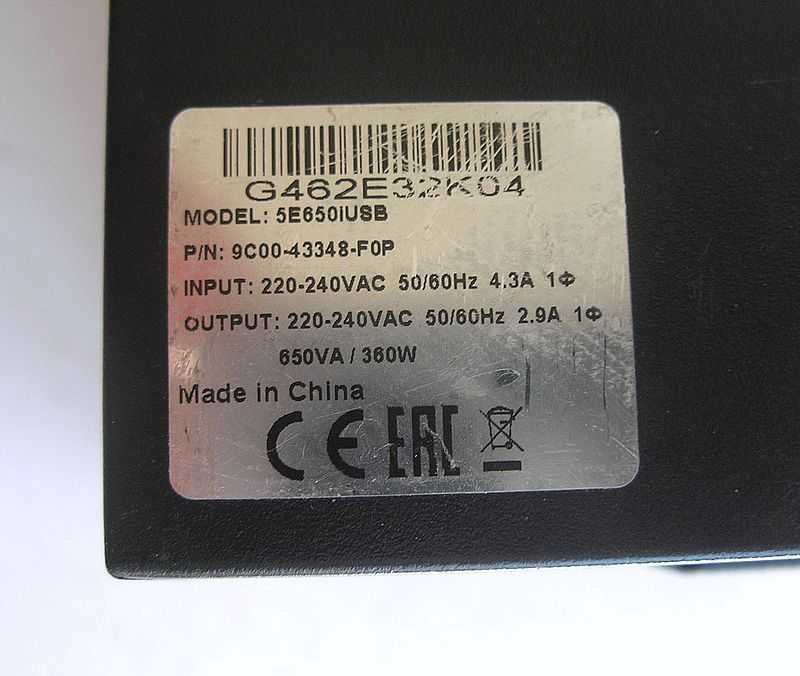 G462E32K04
MODEL: 5E650iUSB
P/N: 9C00-43348-F0P
INPUT: 220-240VAC 50/60Hz 4.3A 1Φ
OUTPUT: 220-240VAC 50/60Hz 2.9A 1Φ
650VA / 360W
Made in China
CE EAC